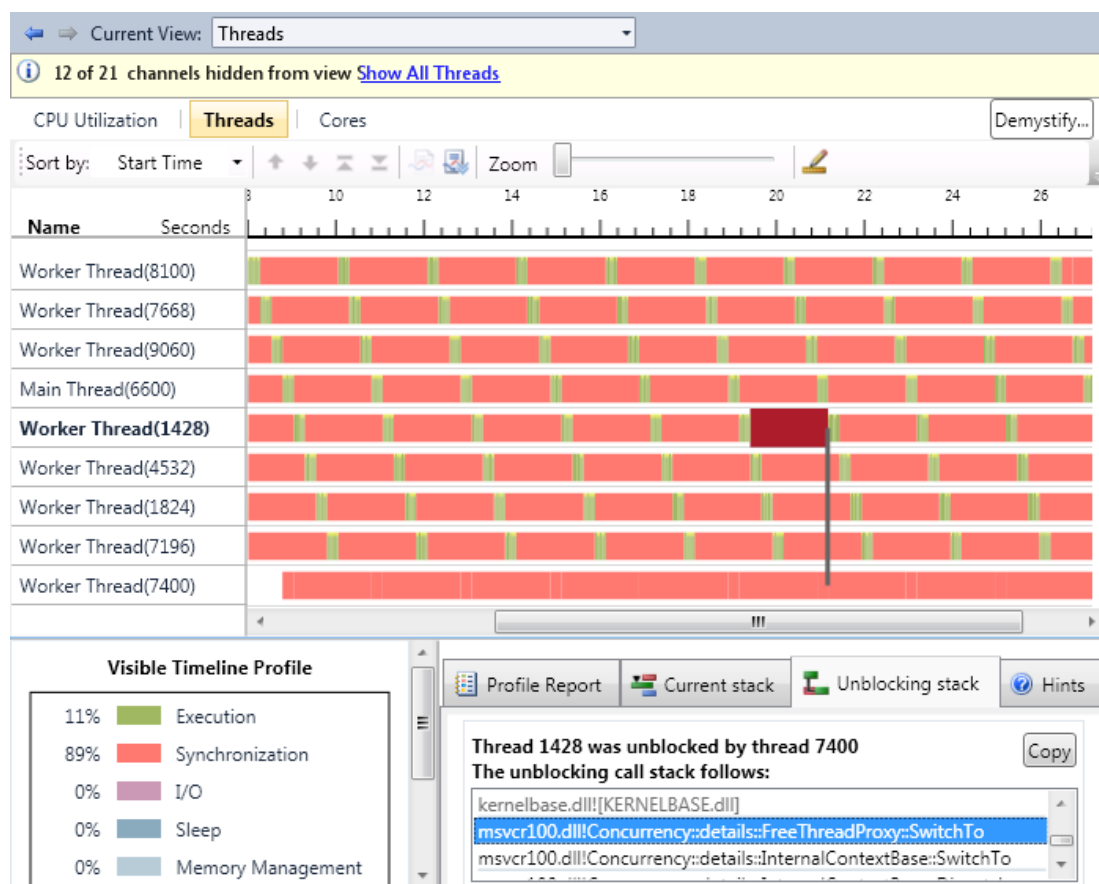 Current View: Threads
12 of 21 channels hidden from view Show All Threads
CPU Utilization Threads Cores Demystify...
Sort by: Start Time Zoom
8 10 12 14 16 18 20 22 24 26
Name Seconds
Worker Thread(8100)
Worker Thread(7668)
Worker Thread(9060)
Main Thread(6600)
Worker Thread(1428)
Worker Thread(4532)
Worker Thread(1824)
Worker Thread(7196)
Worker Thread(7400)
Visible Timeline Profile
11% Execution
89% Synchronization
0% I/O
0% Sleep
0% Memory Management
Profile Report Current stack Unblocking stack Hints
Thread 1428 was unblocked by thread 7400
Copy
The unblocking call stack follows:
kernelbase.dll![KERNELBASE.dll]
msvcr100.dll!Concurrency::details::FreeThreadProxy::SwitchTo
msvcr100.dll!Concurrency::details::InternalContextBase::SwitchTo